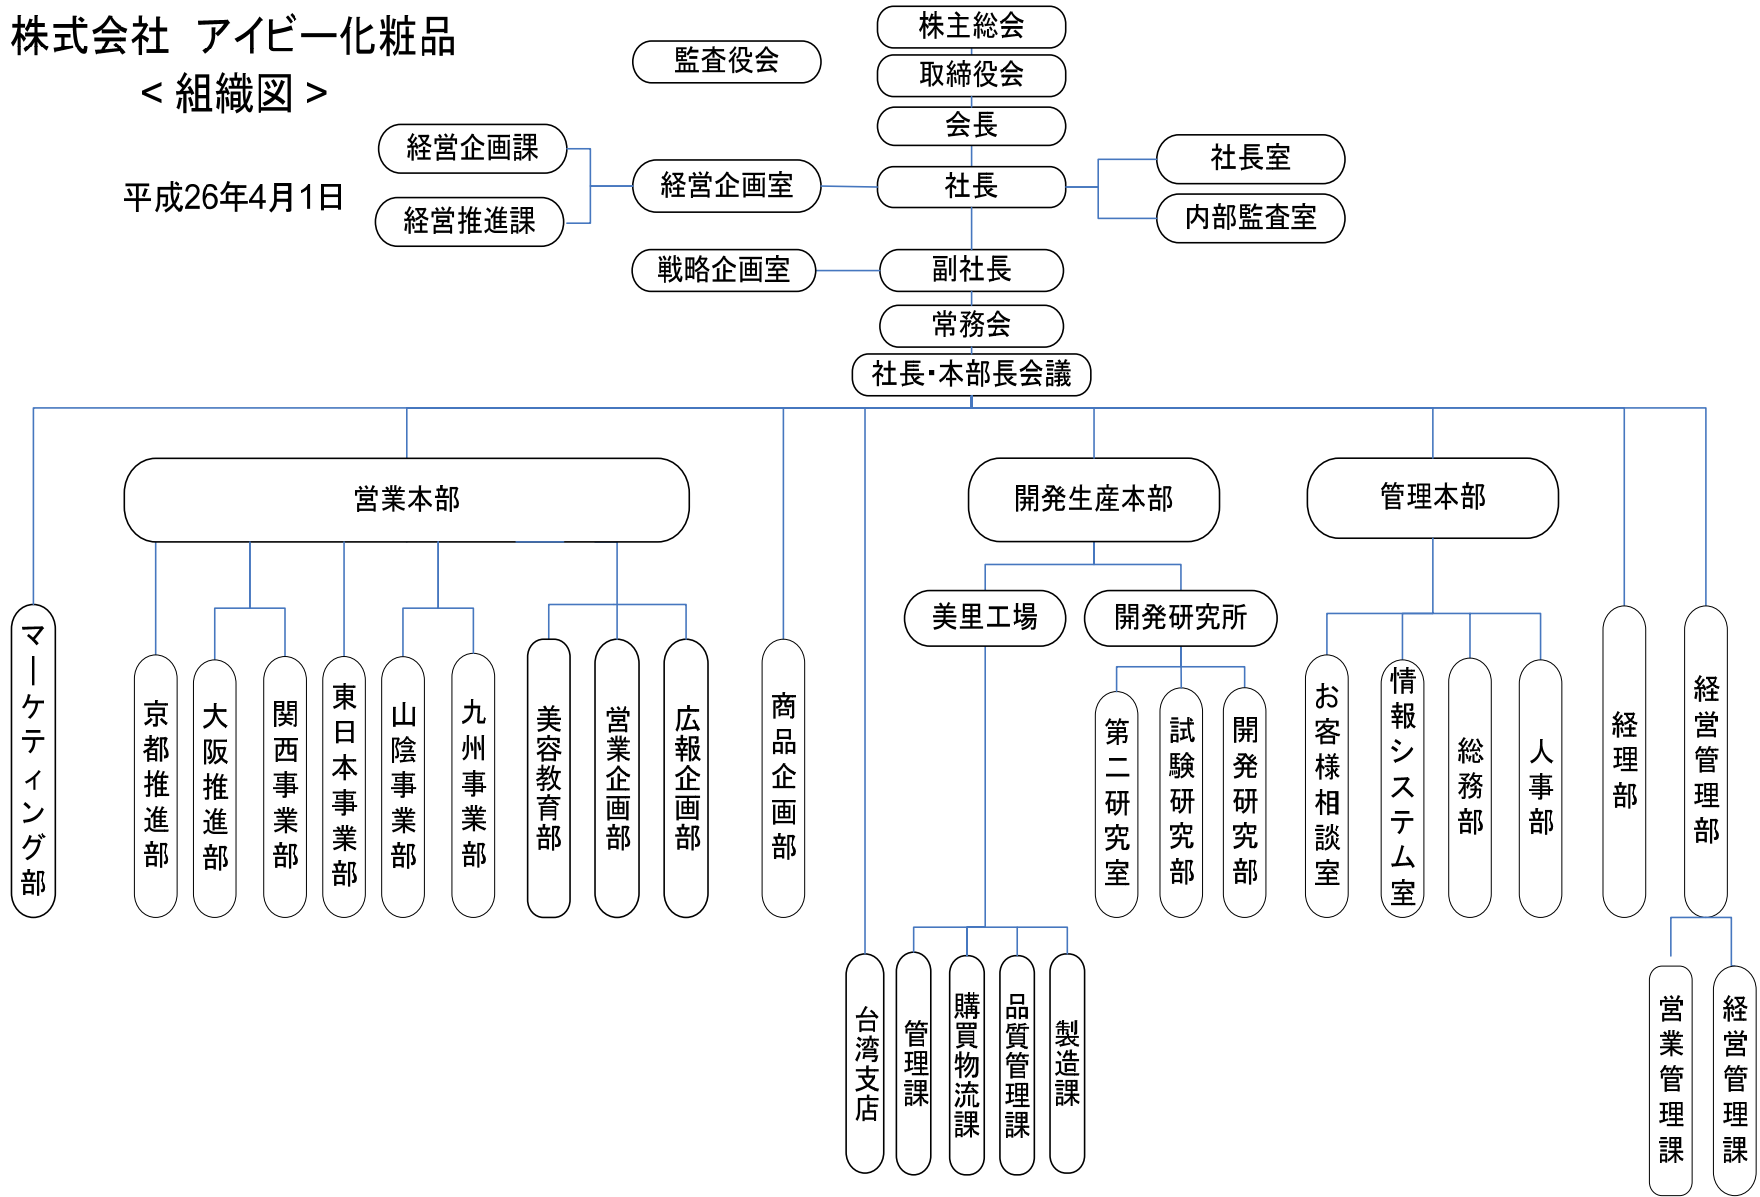 株式会社　アイビー化粧品
< 組織図 >
平成26年4月1日
株主総会
監査役会
取締役会
会長
経営企画課
経営企画室
社長
社長室
経営推進課
内部監査室
戦略企画室
副社長
常務会
社長・本部長会議
営業本部
開発生産本部
管理本部
美里工場
開発研究所
マーケティング部
京都推進部
大阪推進部
関西事業部
東日本事業部
山陰事業部
九州事業部
美容教育部
営業企画部
広報企画部
商品企画部
第二研究室
試験研究部
開発研究部
お客様相談室
情報システム室
総務部
人事部
経理部
経営管理部
台湾支店
管理課
購買物流課
品質管理課
製造課
営業管理課
経営管理課